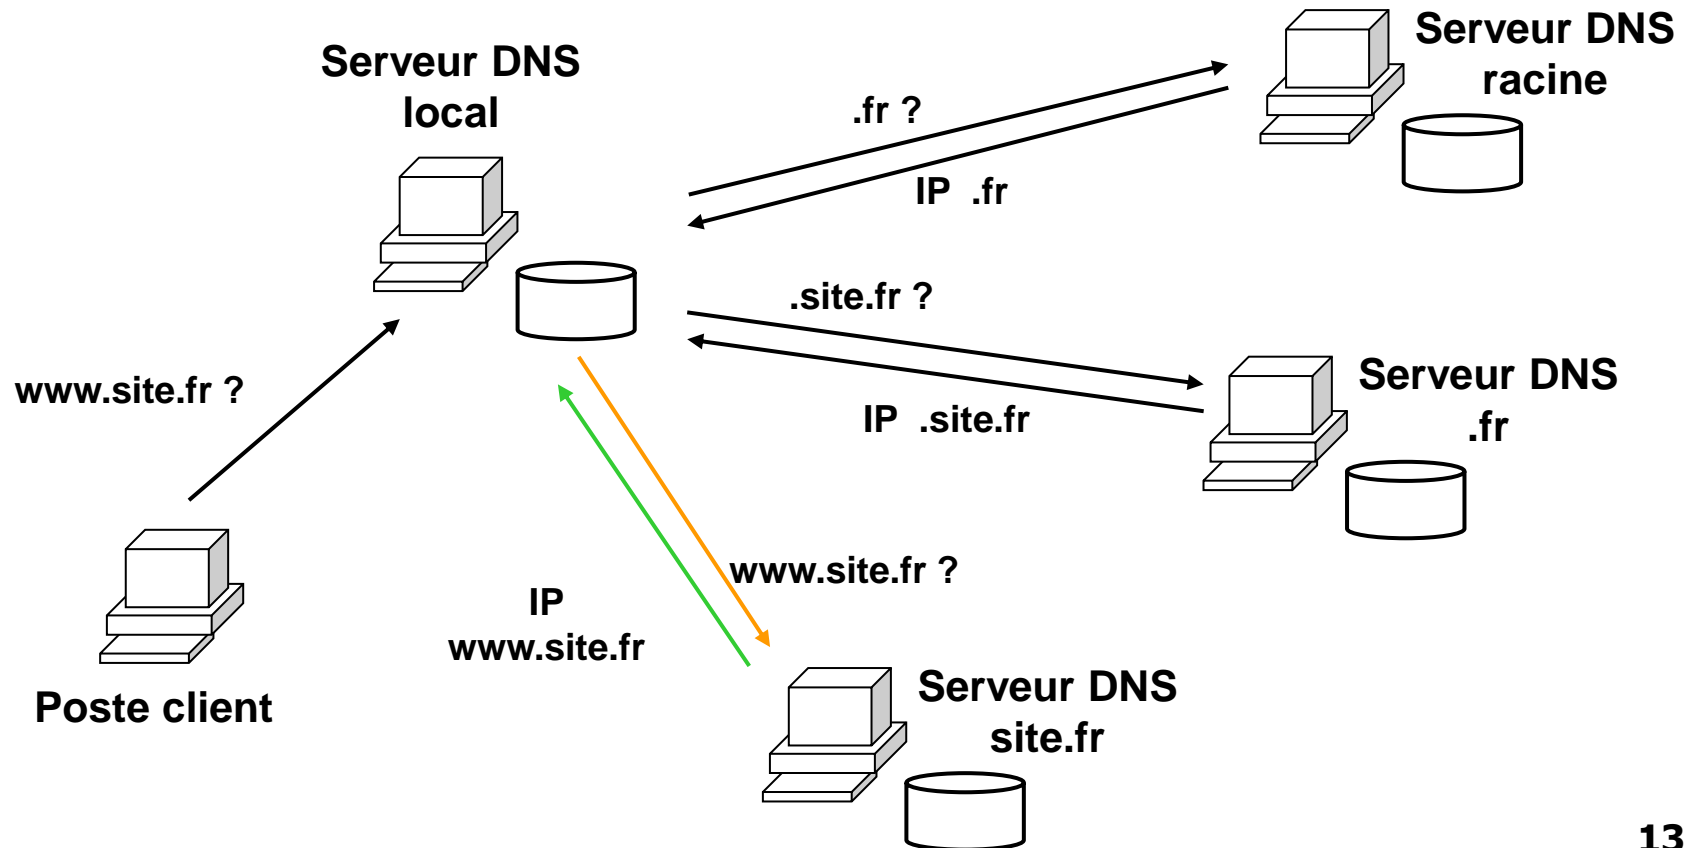 Serveur DNS
local
Serveur DNS
racine
.fr ?
IP .fr
.site.fr ?
IP .site.fr
Serveur DNS
.fr
www.site.fr ?
www.site.fr ?
IP
www.site.fr
Poste client
Serveur DNS
site.fr
13